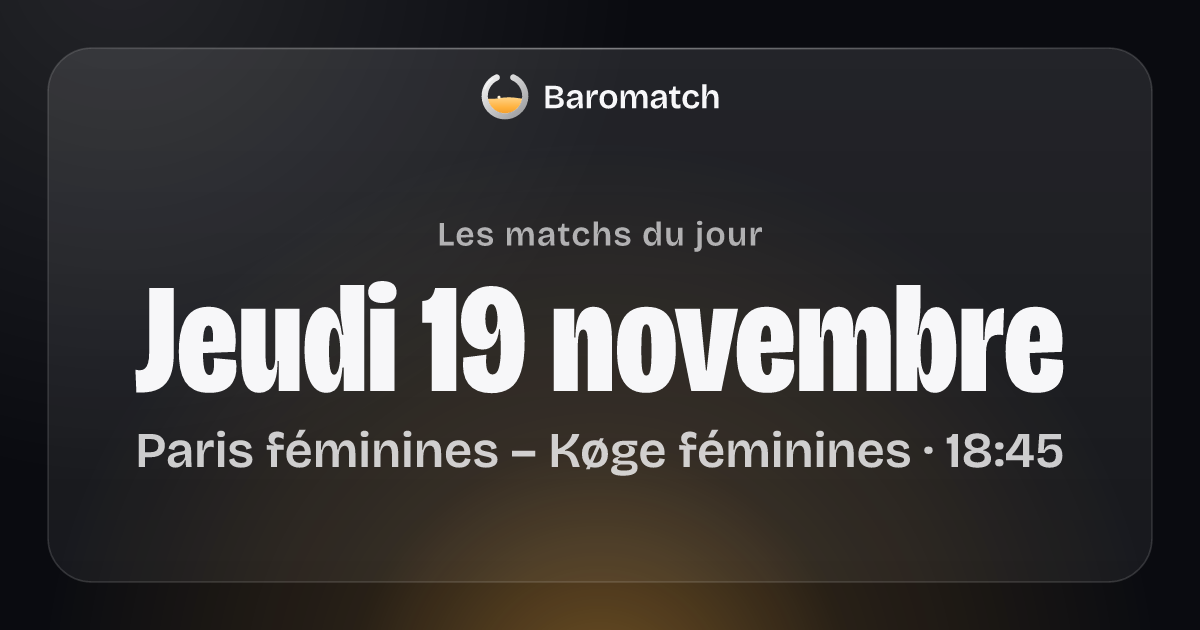 Baromatch
Les matchs du jour
Jeudi 19 novembre
Paris féminines – Køge féminines · 18:45